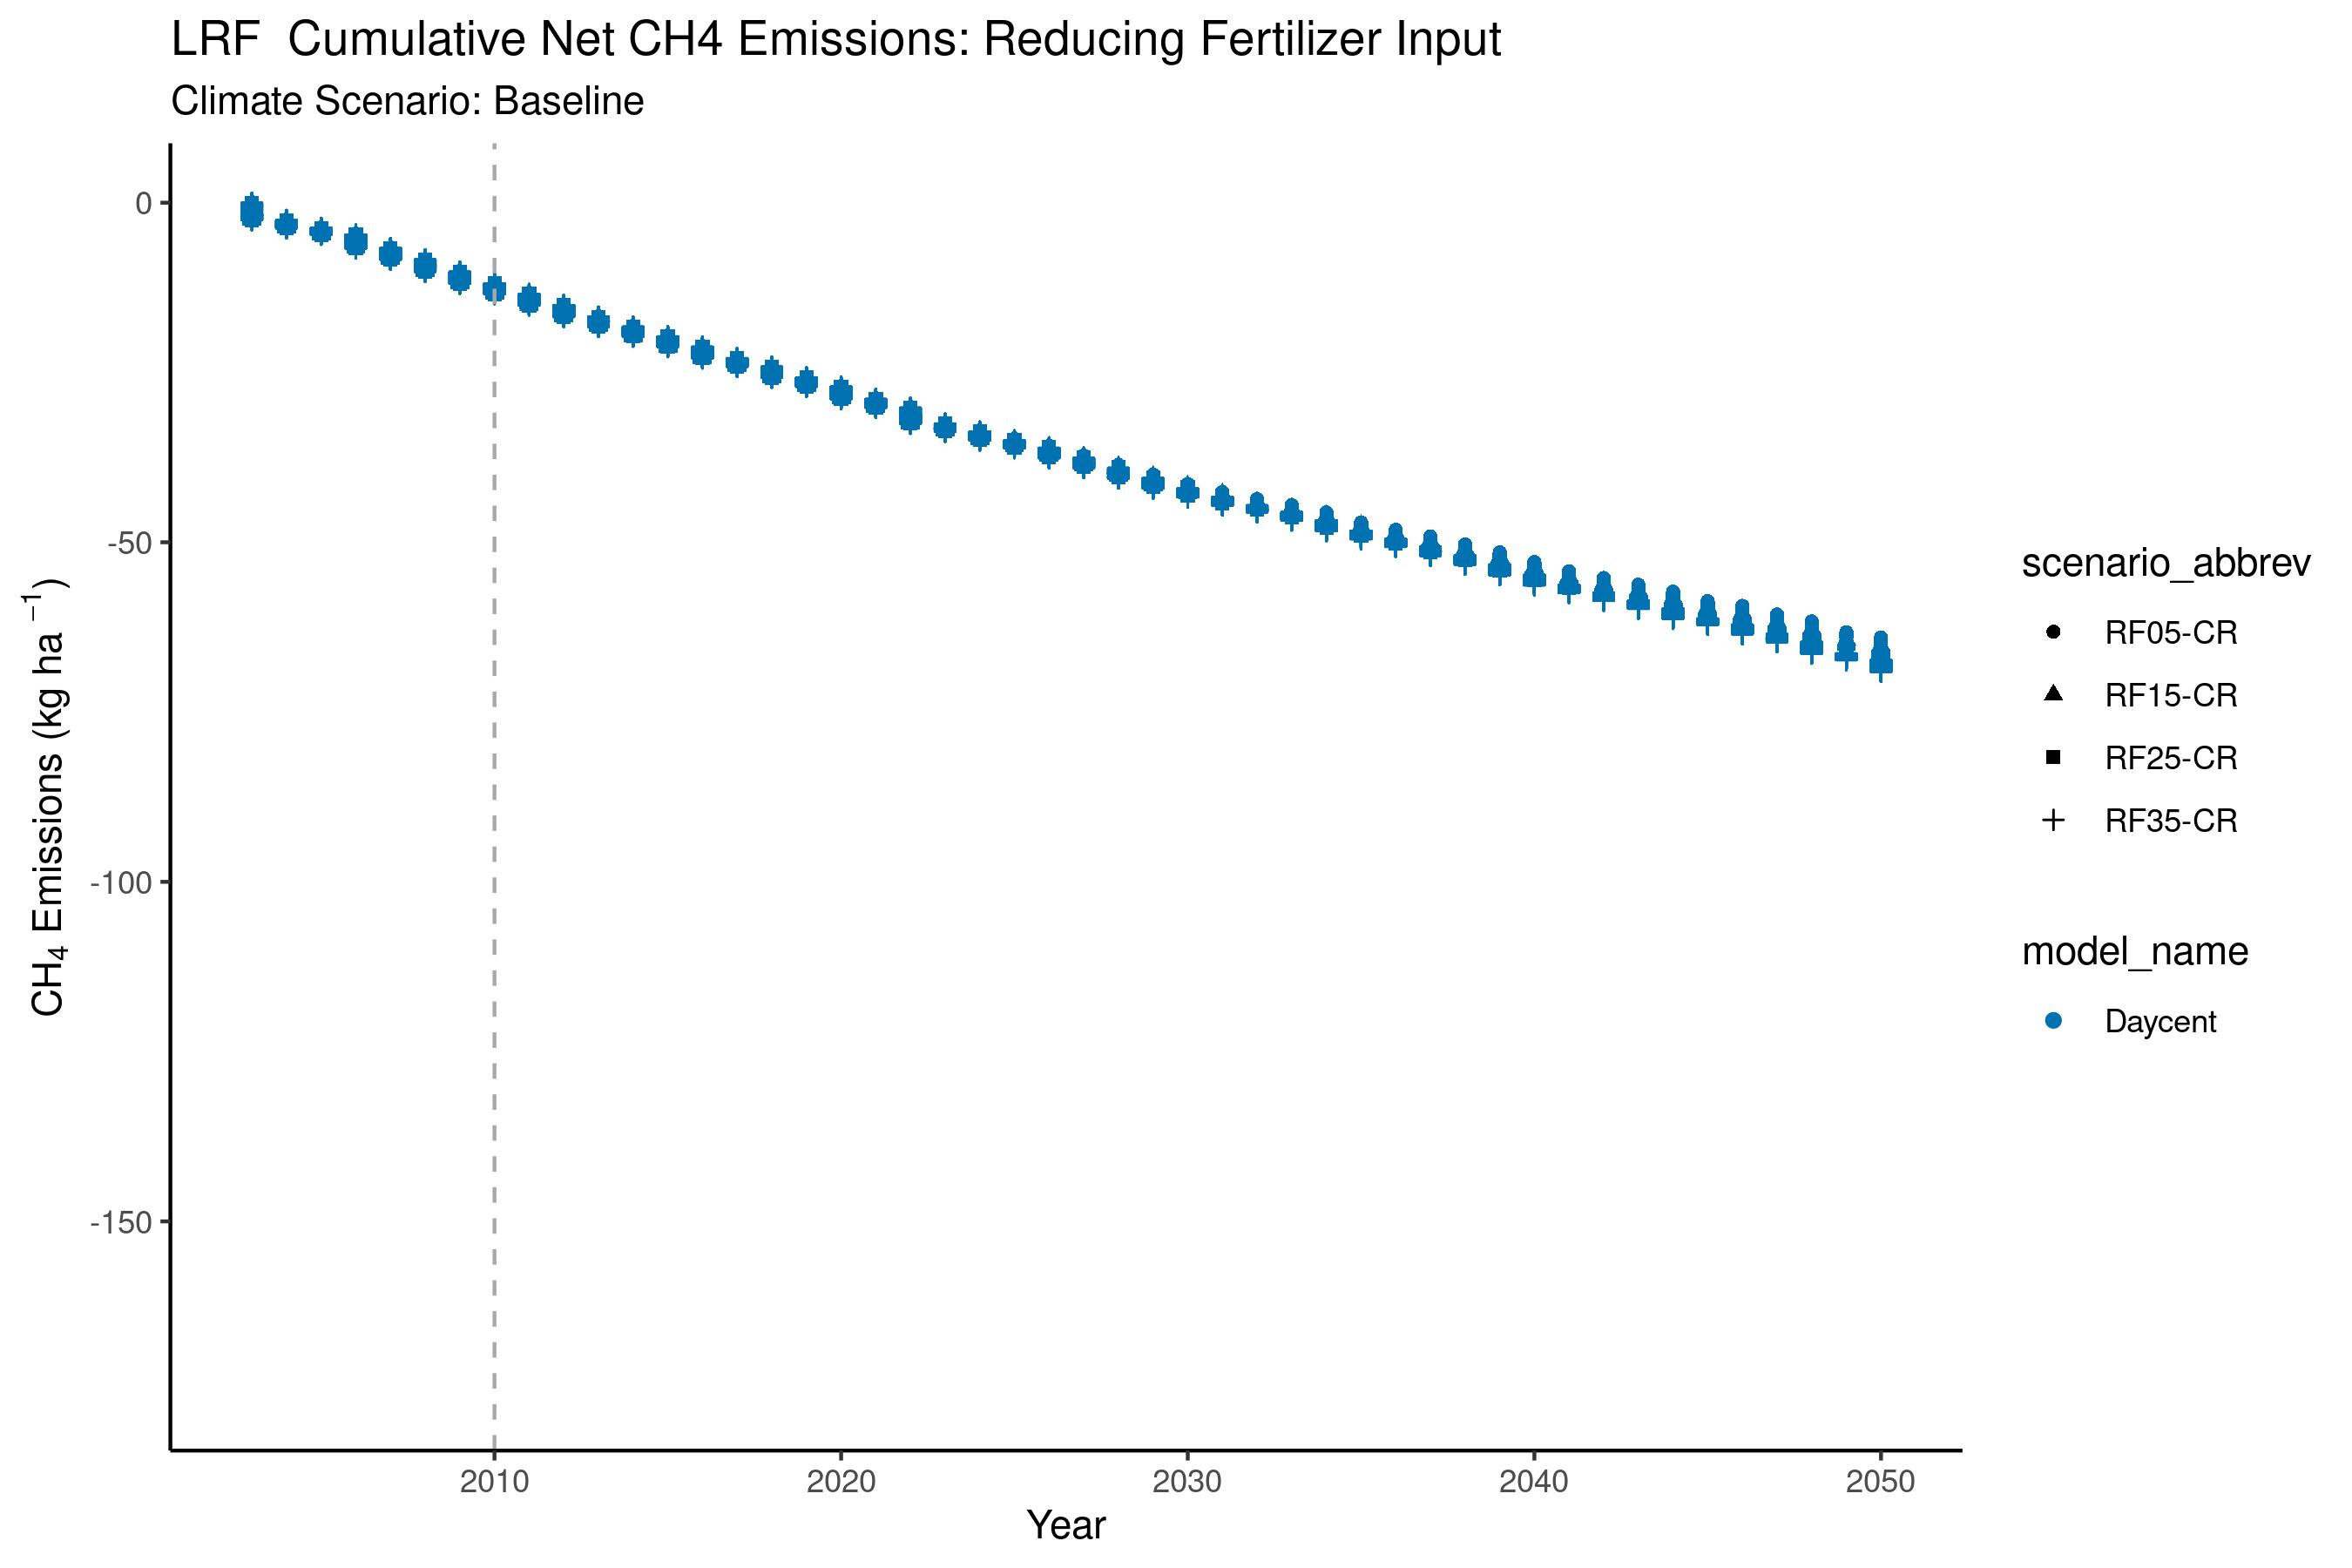 LRF  Cumulative Net CH4 Emissions: Reducing Fertilizer Input
Climate Scenario: Baseline
CH₄ Emissions (kg ha ⁻¹)
0
-50
-100
-150
2010
2020
2030
2040
2050
Year
scenario_abbrev
RF05-CR
RF15-CR
RF25-CR
RF35-CR
model_name
Daycent